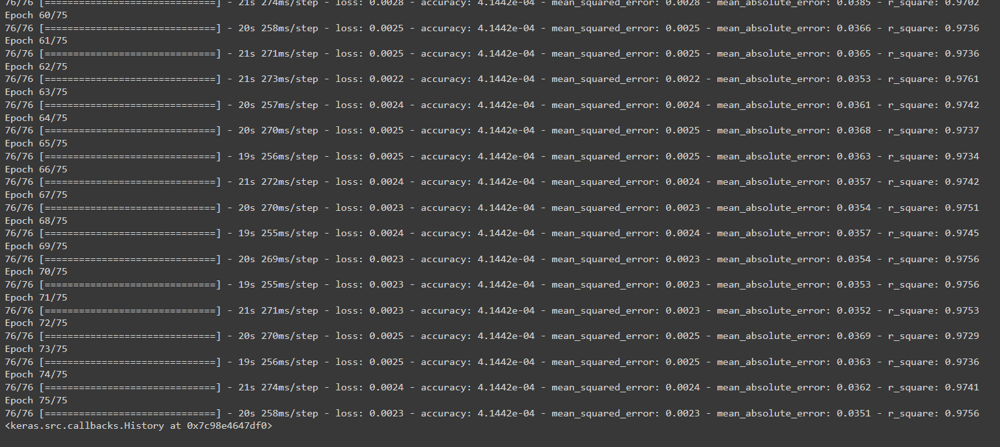 76/76 [==============================] - 21s 274ms/step - loss: 0.0028 - accuracy: 4.1442e-04 - mean_squared_error: 0.0028 - mean_absolute_error: 0.0385 - r_square: 0.9702
Epoch 60/75
76/76 [==============================] - 20s 258ms/step - loss: 0.0025 - accuracy: 4.1442e-04 - mean_squared_error: 0.0025 - mean_absolute_error: 0.0366 - r_square: 0.9736
Epoch 61/75
76/76 [==============================] - 21s 271ms/step - loss: 0.0025 - accuracy: 4.1442e-04 - mean_squared_error: 0.0025 - mean_absolute_error: 0.0365 - r_square: 0.9736
Epoch 62/75
76/76 [==============================] - 21s 273ms/step - loss: 0.0022 - accuracy: 4.1442e-04 - mean_squared_error: 0.0022 - mean_absolute_error: 0.0353 - r_square: 0.9761
Epoch 63/75
76/76 [==============================] - 20s 257ms/step - loss: 0.0024 - accuracy: 4.1442e-04 - mean_squared_error: 0.0024 - mean_absolute_error: 0.0361 - r_square: 0.9742
Epoch 64/75
76/76 [==============================] - 20s 270ms/step - loss: 0.0025 - accuracy: 4.1442e-04 - mean_squared_error: 0.0025 - mean_absolute_error: 0.0368 - r_square: 0.9737
Epoch 65/75
76/76 [==============================] - 19s 256ms/step - loss: 0.0025 - accuracy: 4.1442e-04 - mean_squared_error: 0.0025 - mean_absolute_error: 0.0363 - r_square: 0.9734
Epoch 66/75
76/76 [==============================] - 21s 272ms/step - loss: 0.0024 - accuracy: 4.1442e-04 - mean_squared_error: 0.0024 - mean_absolute_error: 0.0357 - r_square: 0.9742
Epoch 67/75
76/76 [==============================] - 20s 270ms/step - loss: 0.0023 - accuracy: 4.1442e-04 - mean_squared_error: 0.0023 - mean_absolute_error: 0.0354 - r_square: 0.9751
Epoch 68/75
76/76 [==============================] - 19s 255ms/step - loss: 0.0024 - accuracy: 4.1442e-04 - mean_squared_error: 0.0024 - mean_absolute_error: 0.0357 - r_square: 0.9745
Epoch 69/75
76/76 [==============================] - 20s 269ms/step - loss: 0.0023 - accuracy: 4.1442e-04 - mean_squared_error: 0.0023 - mean_absolute_error: 0.0354 - r_square: 0.9756
Epoch 70/75
76/76 [==============================] - 19s 255ms/step - loss: 0.0023 - accuracy: 4.1442e-04 - mean_squared_error: 0.0023 - mean_absolute_error: 0.0353 - r_square: 0.9756
Epoch 71/75
76/76 [==============================] - 21s 271ms/step - loss: 0.0023 - accuracy: 4.1442e-04 - mean_squared_error: 0.0023 - mean_absolute_error: 0.0352 - r_square: 0.9753
Epoch 72/75
76/76 [==============================] - 20s 270ms/step - loss: 0.0025 - accuracy: 4.1442e-04 - mean_squared_error: 0.0025 - mean_absolute_error: 0.0369 - r_square: 0.9729
Epoch 73/75
76/76 [==============================] - 19s 256ms/step - loss: 0.0025 - accuracy: 4.1442e-04 - mean_squared_error: 0.0025 - mean_absolute_error: 0.0363 - r_square: 0.9736
Epoch 74/75
76/76 [==============================] - 21s 274ms/step - loss: 0.0024 - accuracy: 4.1442e-04 - mean_squared_error: 0.0024 - mean_absolute_error: 0.0362 - r_square: 0.9741
Epoch 75/75
76/76 [==============================] - 20s 258ms/step - loss: 0.0023 - accuracy: 4.1442e-04 - mean_squared_error: 0.0023 - mean_absolute_error: 0.0351 - r_square: 0.9756
<keras.src.callbacks.History at 0x7c98e4647df0>